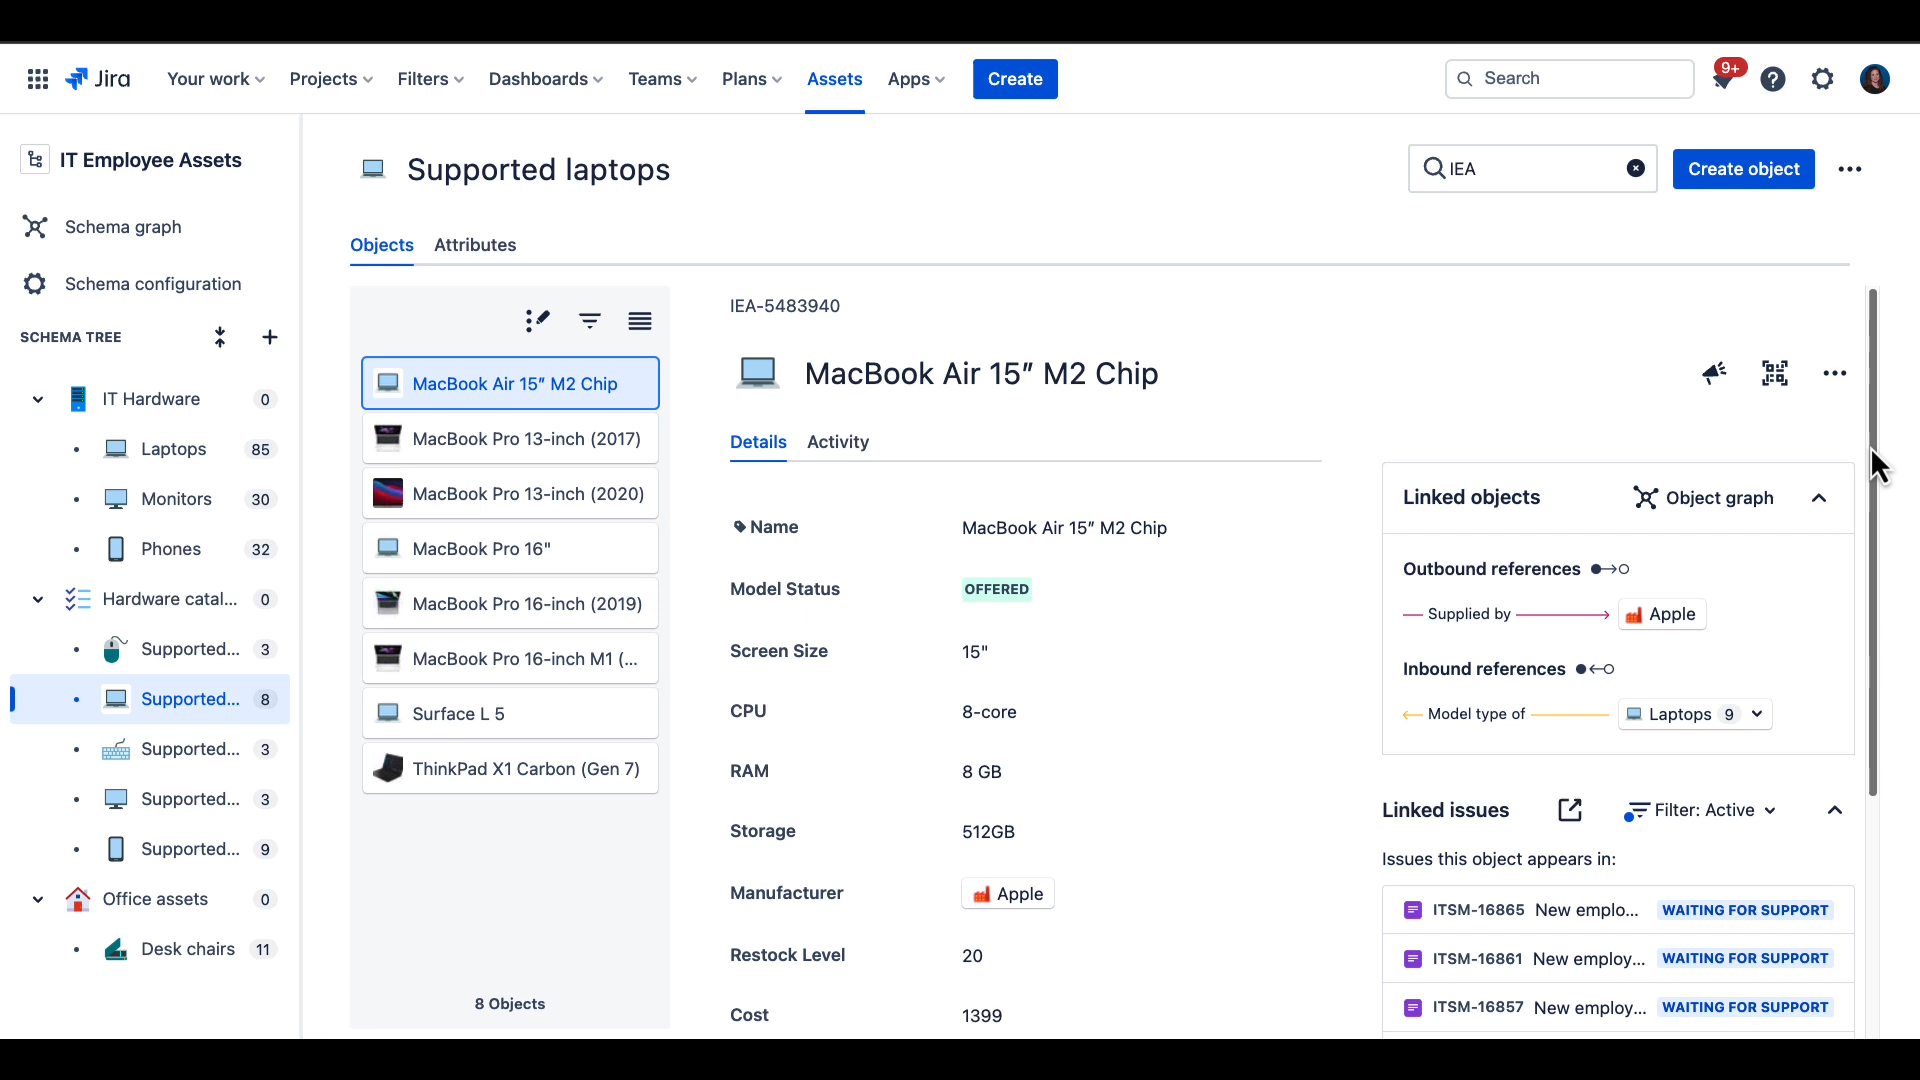 Jira
Your work
Projects
Filters
Dashboards
Teams
Plans
Assets
Apps
Create
Search
9+
IT Employee Assets
Schema graph
Schema configuration
SCHEMA TREE
IT Hardware 0
Laptops 85
Monitors 30
Phones 32
Hardware catal... 0
Supported... 3
Supported... 8
Supported... 3
Supported... 3
Supported... 9
Office assets 0
Desk chairs 11
Supported laptops
IEA
Create object
Objects
Attributes
MacBook Air 15″ M2 Chip
MacBook Pro 13-inch (2017)
MacBook Pro 13-inch (2020)
MacBook Pro 16"
MacBook Pro 16-inch (2019)
MacBook Pro 16-inch M1 (...
Surface L 5
ThinkPad X1 Carbon (Gen 7)
8 Objects
IEA-5483940
MacBook Air 15″ M2 Chip
Details
Activity
Name MacBook Air 15″ M2 Chip
Model Status OFFERED
Screen Size 15"
CPU 8-core
RAM 8 GB
Storage 512GB
Manufacturer Apple
Restock Level 20
Cost 1399
Linked objects
Object graph
Outbound references
Supplied by Apple
Inbound references
Model type of Laptops 9
Linked issues
Filter: Active
Issues this object appears in:
ITSM-16865 New emplo... WAITING FOR SUPPORT
ITSM-16861 New employ... WAITING FOR SUPPORT
ITSM-16857 New employ... WAITING FOR SUPPORT